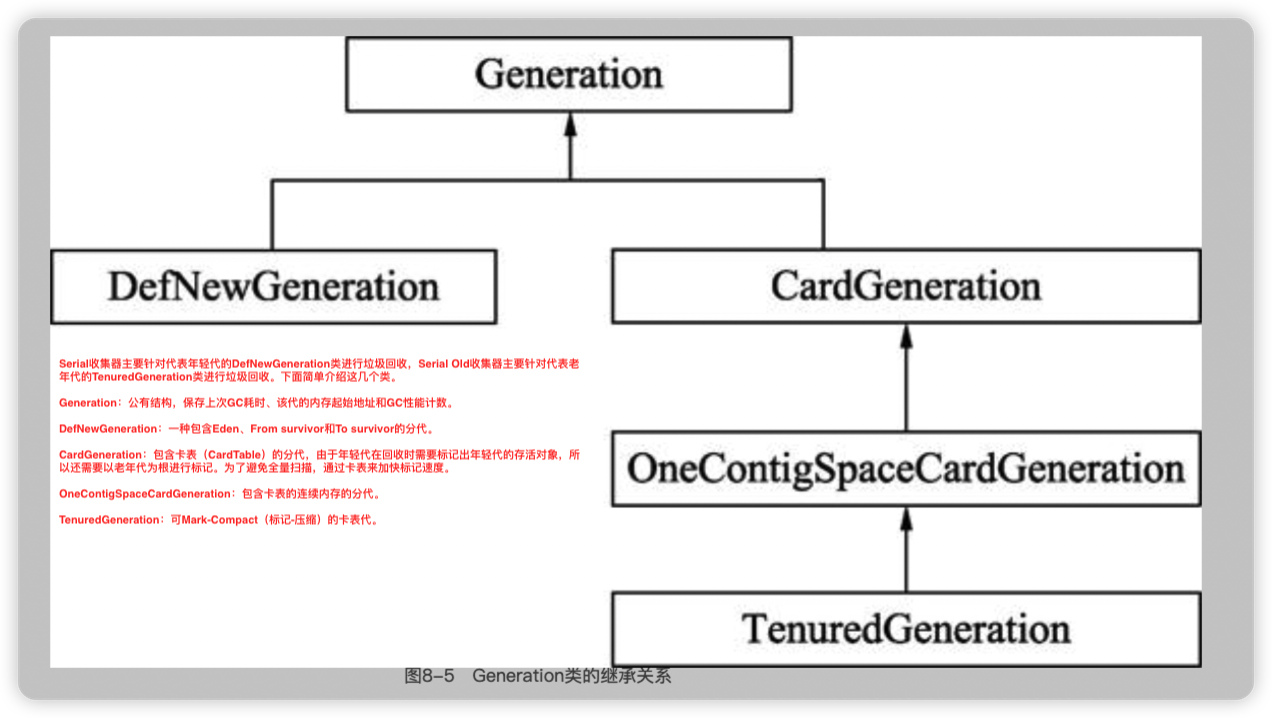 Generation
DefNewGeneration
CardGeneration
Serial收集器主要针对代表年轻代的DefNewGeneration类进行垃圾回收，Serial Old收集器主要针对代表老
年代的TenuredGeneration类进行垃圾回收。下面简单介绍这几个类。
Generation：公有结构，保存上次GC耗时、该代的内存起始地址和GC性能计数。
DefNewGeneration：一种包含Eden、From survivor和To survivor的分代。
CardGeneration：包含卡表（CardTable）的分代，由于年轻代在回收时需要标记出年轻代的存活对象，所
以还需要以老年代为根进行标记。为了避免全量扫描，通过卡表来加快标记速度。
OneContigSpaceCardGeneration：包含卡表的连续内存的分代。
TenuredGeneration：可Mark-Compact（标记-压缩）的卡表代。
OneContigSpaceCardGeneration
TenuredGeneration
图8-5 Generation类的继承关系